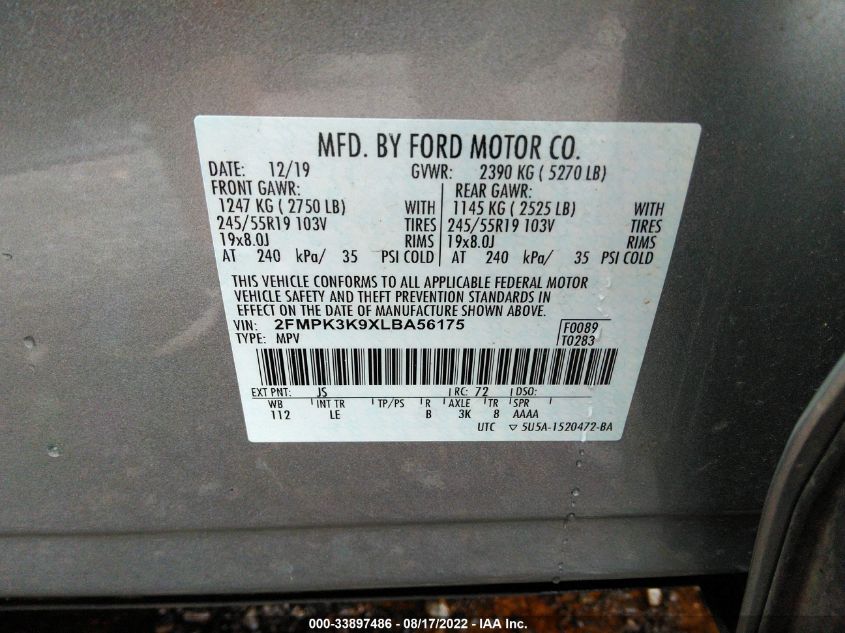 MFD. BY FORD MOTOR CO.
DATE: 12/19 GVWR: 2390 KG ( 5270 LB)
FRONT GAWR: REAR GAWR:
1247 KG ( 2750 LB) WITH 1145 KG ( 2525 LB) WITH
245/55R19 103V TIRES 245/55R19 103V TIRES
19x8.0J RIMS 19x8.0J RIMS
AT 240 kPa/ 35 PSI COLD AT 240 kPa/ 35 PSI COLD
THIS VEHICLE CONFORMS TO ALL APPLICABLE FEDERAL MOTOR
VEHICLE SAFETY AND THEFT PREVENTION STANDARDS IN
EFFECT ON THE DATE OF MANUFACTURE SHOWN ABOVE.
VIN: 2FMPK3K9XLBA56175 F0089
TYPE: MPV T0283
EXT PNT: JS RC: 72 DSO:
WB INT TR TP/PS R AXLE TR SPR
112 LE B 3K 8 AAAA
UTC ▽ 5U5A-1520472-BA
000-33897486 - 08/17/2022 - IAA Inc.